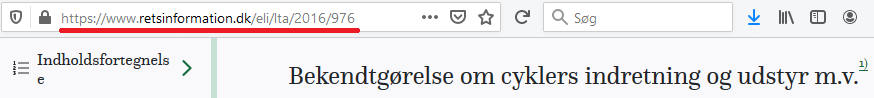 https://www.retsinformation.dk/eli/lta/2016/976
Søg
Indholdsfortegnels
e
Bekendtgørelse om cyklers indretning og udstyr m.v.1)